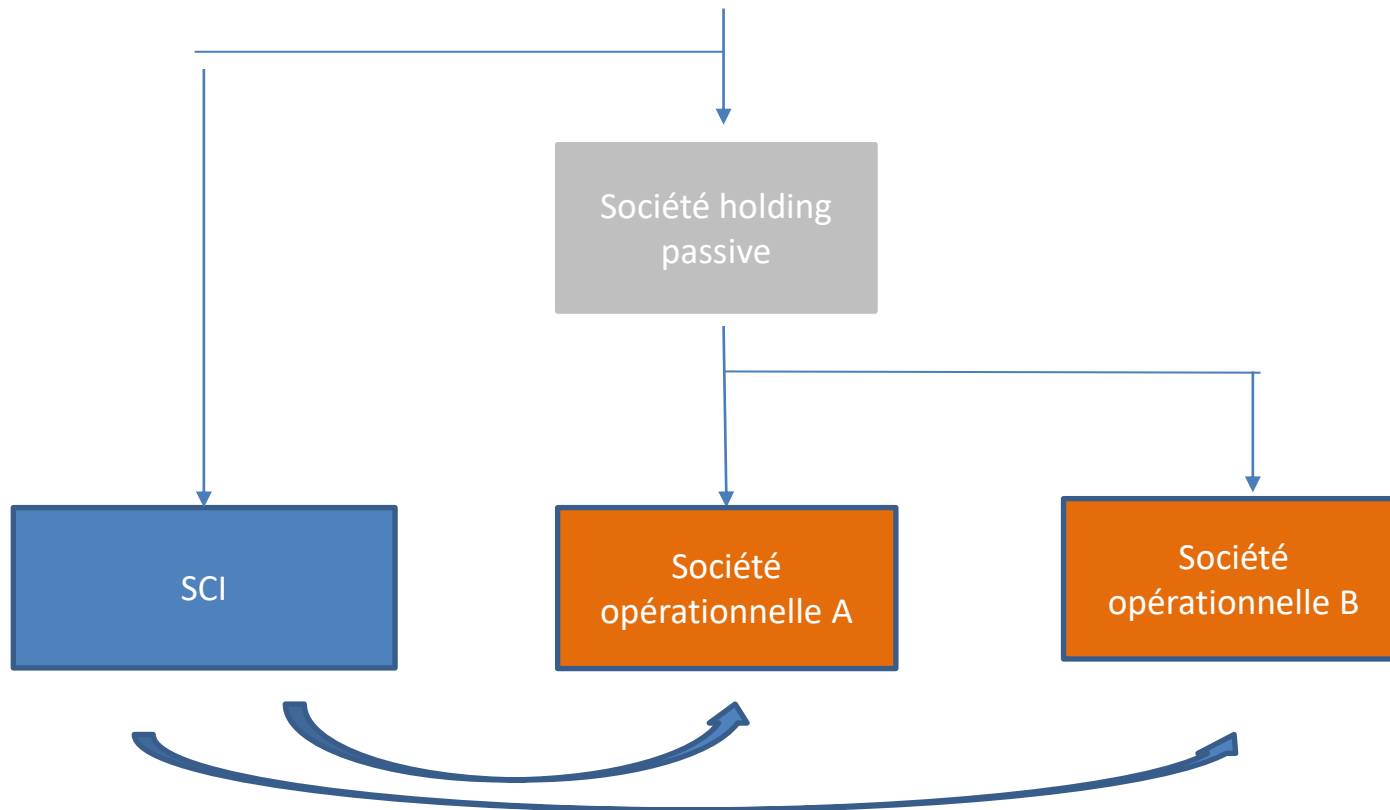 Société holding
passive
SCI
Société
opérationnelle A
Société
opérationnelle B